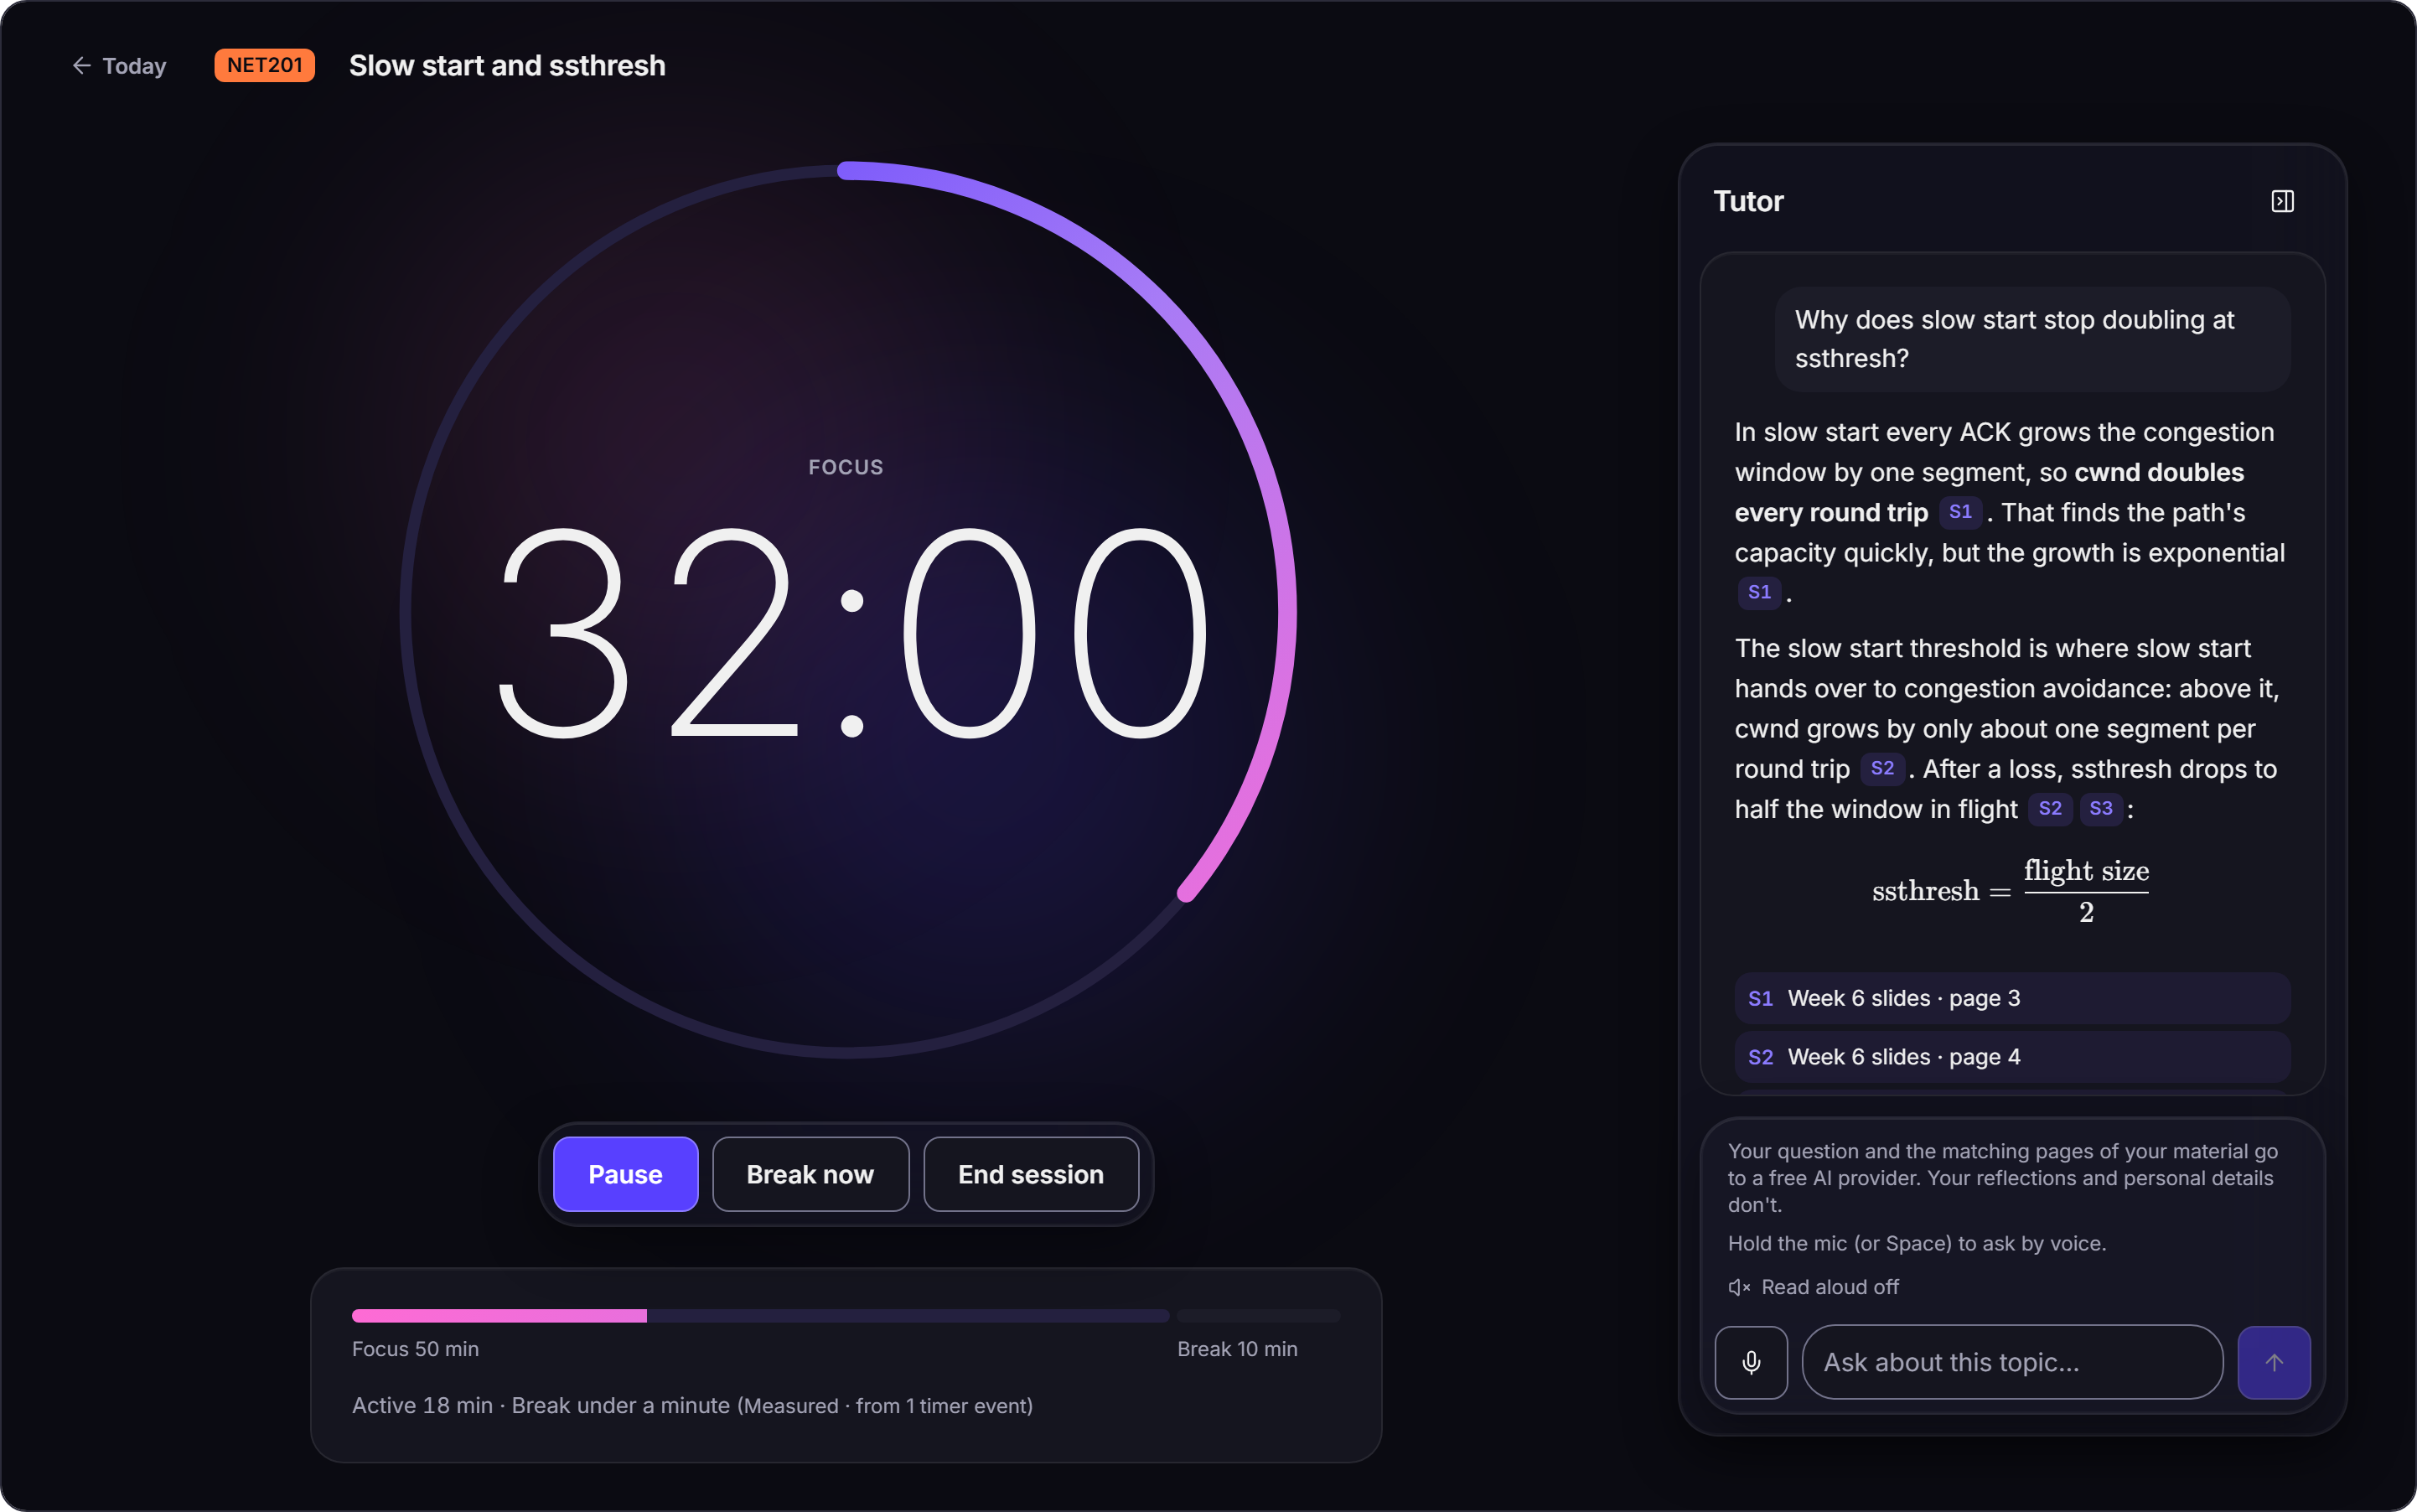 Today
NET201
Slow start and ssthresh
FOCUS
32:00
Pause
Break now
End session
Focus 50 min
Break 10 min
Active 18 min · Break under a minute (Measured · from 1 timer event)
Tutor
Why does slow start stop doubling at
ssthresh?
In slow start every ACK grows the congestion
window by one segment, so cwnd doubles
every round trip S1 . That finds the path's
capacity quickly, but the growth is exponential
S1 .
The slow start threshold is where slow start
hands over to congestion avoidance: above it,
cwnd grows by only about one segment per
round trip S2 . After a loss, ssthresh drops to
half the window in flight S2 S3 :
ssthresh = flight size / 2
S1 Week 6 slides · page 3
S2 Week 6 slides · page 4
Your question and the matching pages of your material go
to a free AI provider. Your reflections and personal details
don't.
Hold the mic (or Space) to ask by voice.
Read aloud off
Ask about this topic...